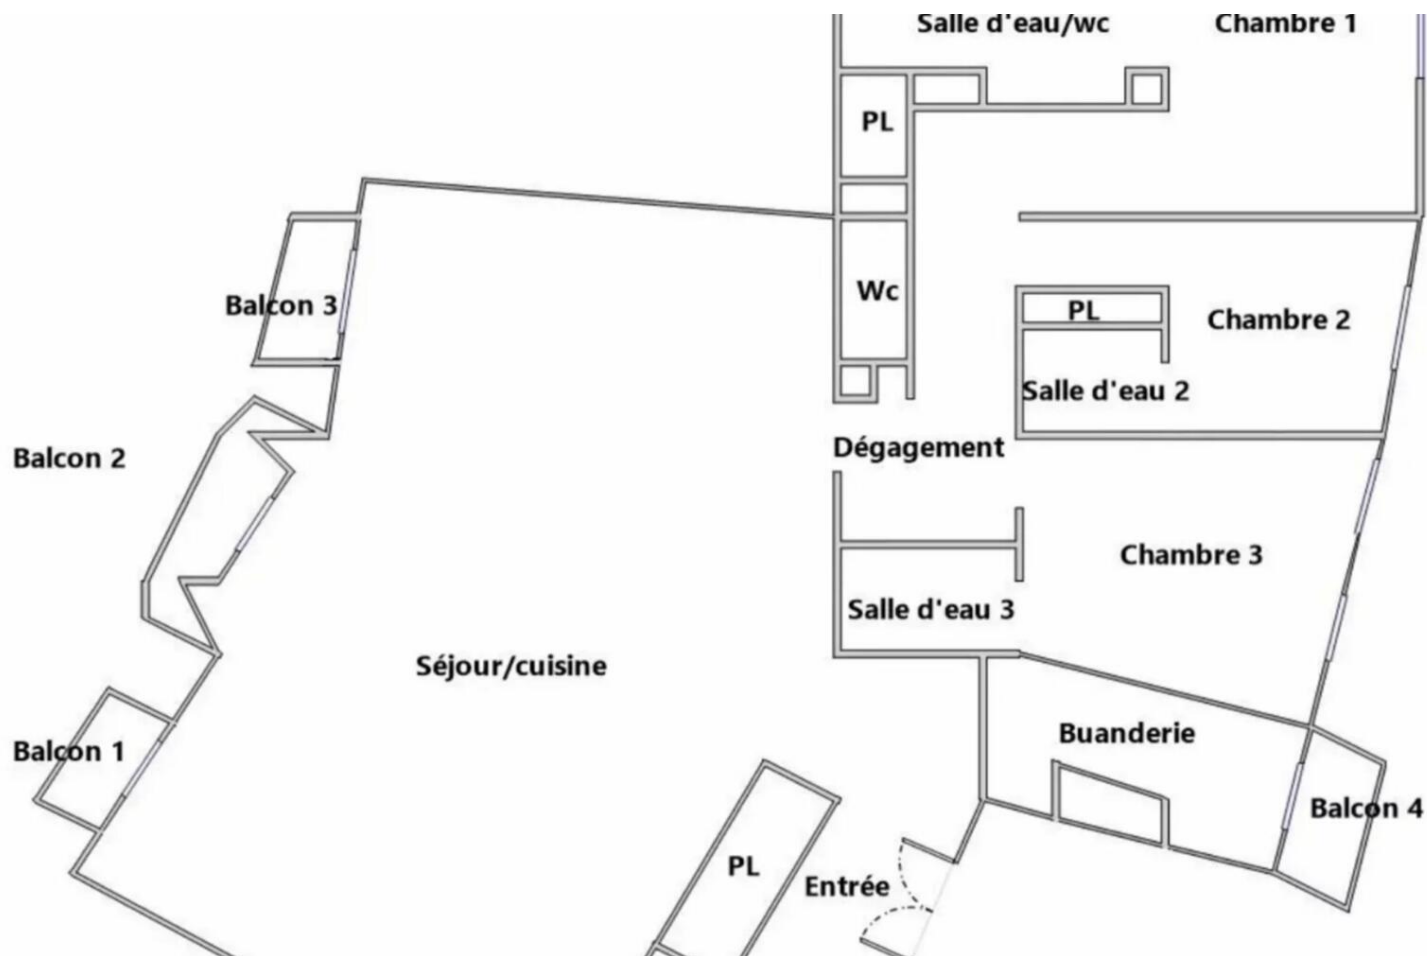 Salle d'eau/wc
Chambre 1
PL
Wc
Balcon 3
PL
Chambre 2
Salle d'eau 2
Balcon 2
Dégagement
Chambre 3
Salle d'eau 3
Séjour/cuisine
Buanderie
Balcon 1
Balcon 4
PL
Entrée